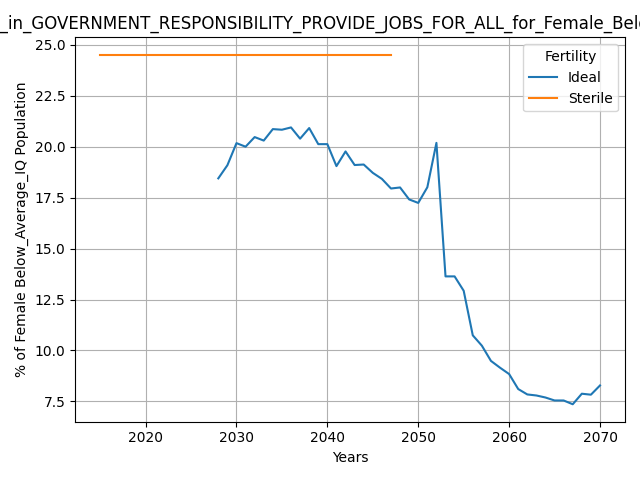 _in_GOVERNMENT_RESPONSIBILITY_PROVIDE_JOBS_FOR_ALL_for_Female_Belo
25.0
22.5
20.0
17.5
15.0
12.5
10.0
7.5
% of Female Below_Average_IQ Population
Fertility
Ideal
Sterile
2020 2030 2040 2050 2060 2070
Years